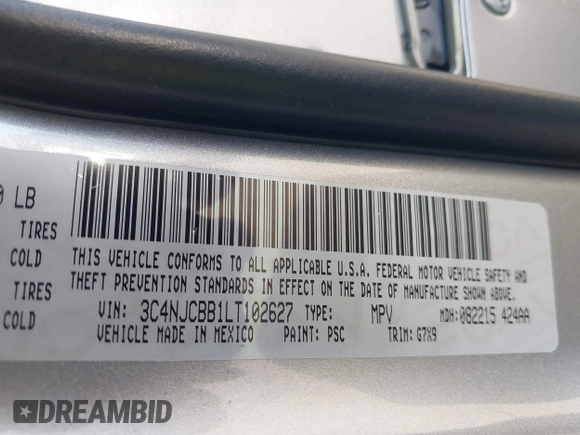 0 LB
TIRES
COLD
TIRES
COLD
THIS VEHICLE CONFORMS TO ALL APPLICABLE U.S.A. FEDERAL MOTOR VEHICLE SAFETY AND
THEFT PREVENTION STANDARDS IN EFFECT ON THE DATE OF MANUFACTURE SHOWN ABOVE.
VIN: 3C4NJCBB1LT102627 TYPE: MPV MDH: 082215 424AA
VEHICLE MADE IN MEXICO PAINT: PSC TRIM: G7X9
DREAMBID